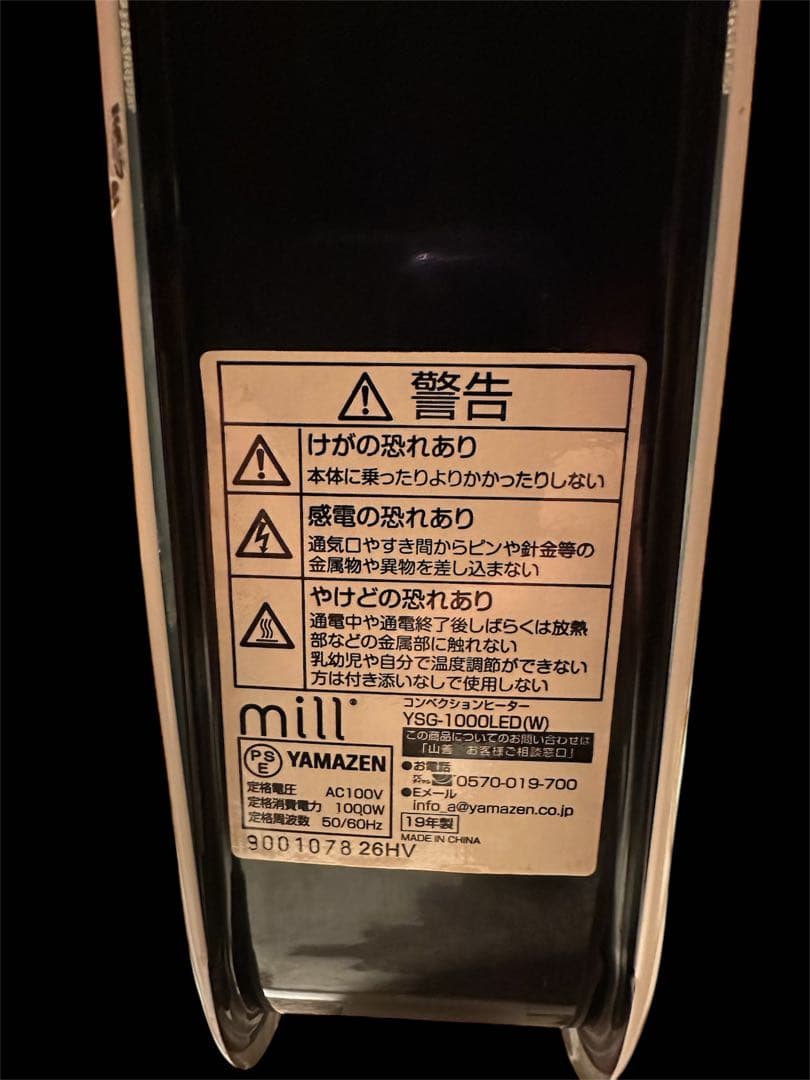 警告
けがの恐れあり
本体に乗ったりよりかかったりしない
感電の恐れあり
通気口やすき間からピンや針金等の
金属物や異物を差し込まない
やけどの恐れあり
通電中や通電終了後しばらくは放熱
部などの金属部に触れない
乳幼児や自分で温度調節ができない
方は付き添いなしで使用しない
mill®
コンベクションヒーター
YSG-1000LED(W)
この商品についてのお問い合わせは
「山善 お客様ご相談窓口」
●お電話
0570-019-700
●Eメール
info_a@yamazen.co.jp
19年製
MADE IN CHINA
PSE YAMAZEN
定格電圧 AC100V
定格消費電力 1000W
定格周波数 50/60Hz
9001078 26HV